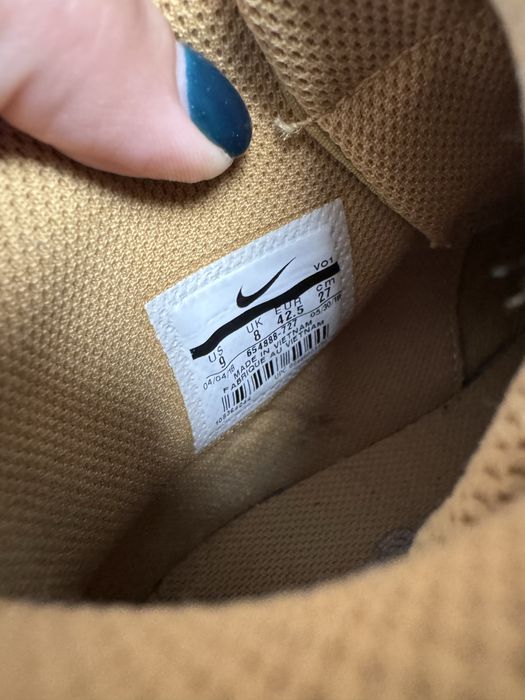 VO1
US UK EUR cm
9 8 42.5 27
654888-727
04/04/18 05/30/18
MADE IN VIETNAM
FABRIQUE AU VIETNAM